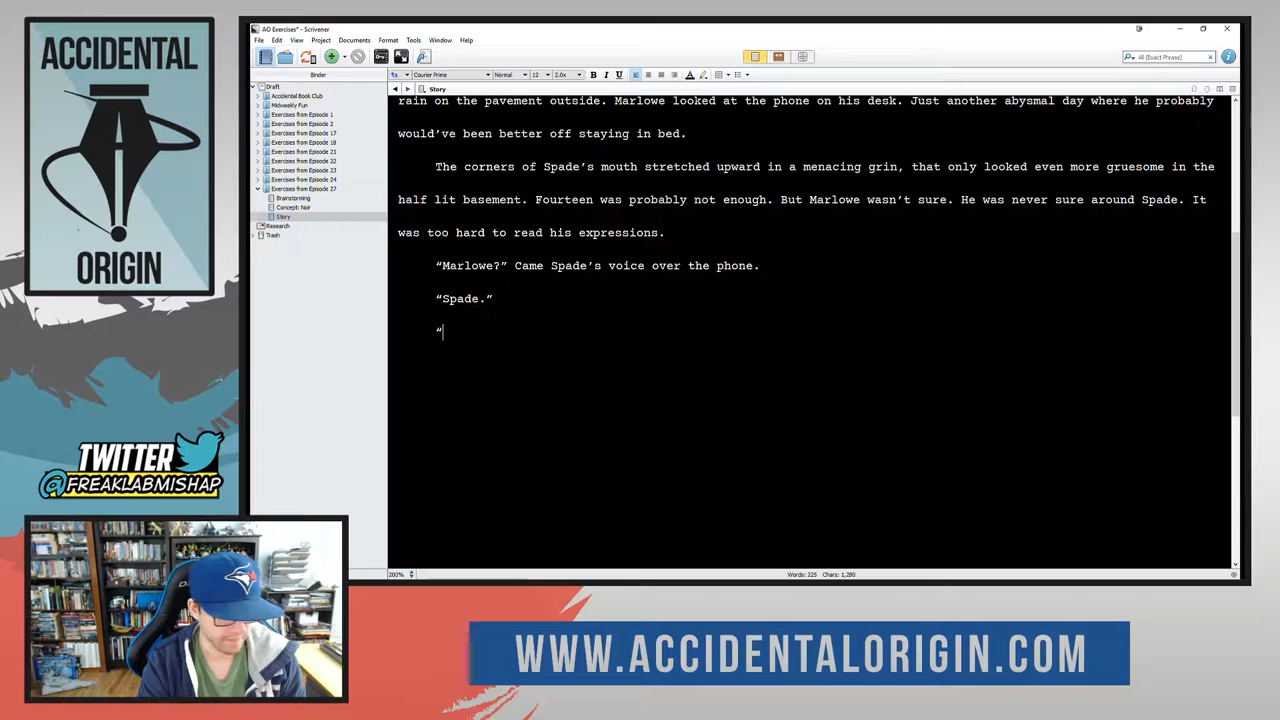 ACCIDENTAL
ORIGIN
TWITTER
@FREAKLABMISHAP
AO Exercises* - Scrivener
File Edit View Project Documents Format Tools Window Help
All (Exact Phrase)
Binder
Courier Prime Normal 12 2.0x B I U A
Draft
Accidental Book Club
Midweekly Fun
Exercises from Episode 1
Exercises from Episode 2
Exercises from Episode 17
Exercises from Episode 18
Exercises from Episode 21
Exercises from Episode 22
Exercises from Episode 23
Exercises from Episode 24
Exercises from Episode 27
Brainstorming
Concept: Noir
Story
Research
Trash
Story
rain on the pavement outside. Marlowe looked at the phone on his desk. Just another abysmal day where he probably
would’ve been better off staying in bed.
The corners of Spade’s mouth stretched upward in a menacing grin, that only looked even more gruesome in the
half lit basement. Fourteen was probably not enough. But Marlowe wasn’t sure. He was never sure around Spade. It
was too hard to read his expressions.
“Marlowe?” Came Spade’s voice over the phone.
“Spade.”
“
200%
Words: 225 Chars: 1,280
WWW.ACCIDENTALORIGIN.COM